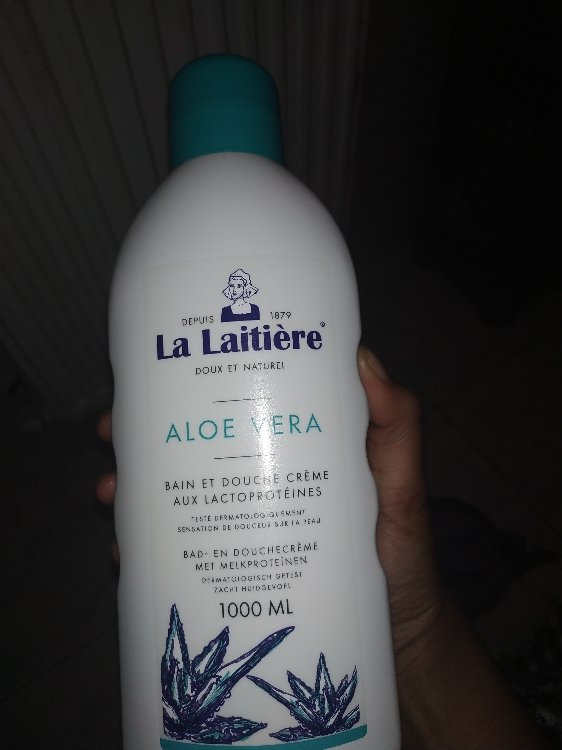 DEPUIS 1879
La Laitière®
DOUX ET NATUREL
ALOE VERA
BAIN ET DOUCHE CRÈME
AUX LACTOPROTÉINES
TESTÉ DERMATOLOGIQUEMENT
SENSATION DE DOUCEUR SUR LA PEAU
BAD- EN DOUCHECRÈME
MET MELKPROTEÏNEN
DERMATOLOGISCH GETEST
ZACHT HUIDGEVOEL
1000 ML